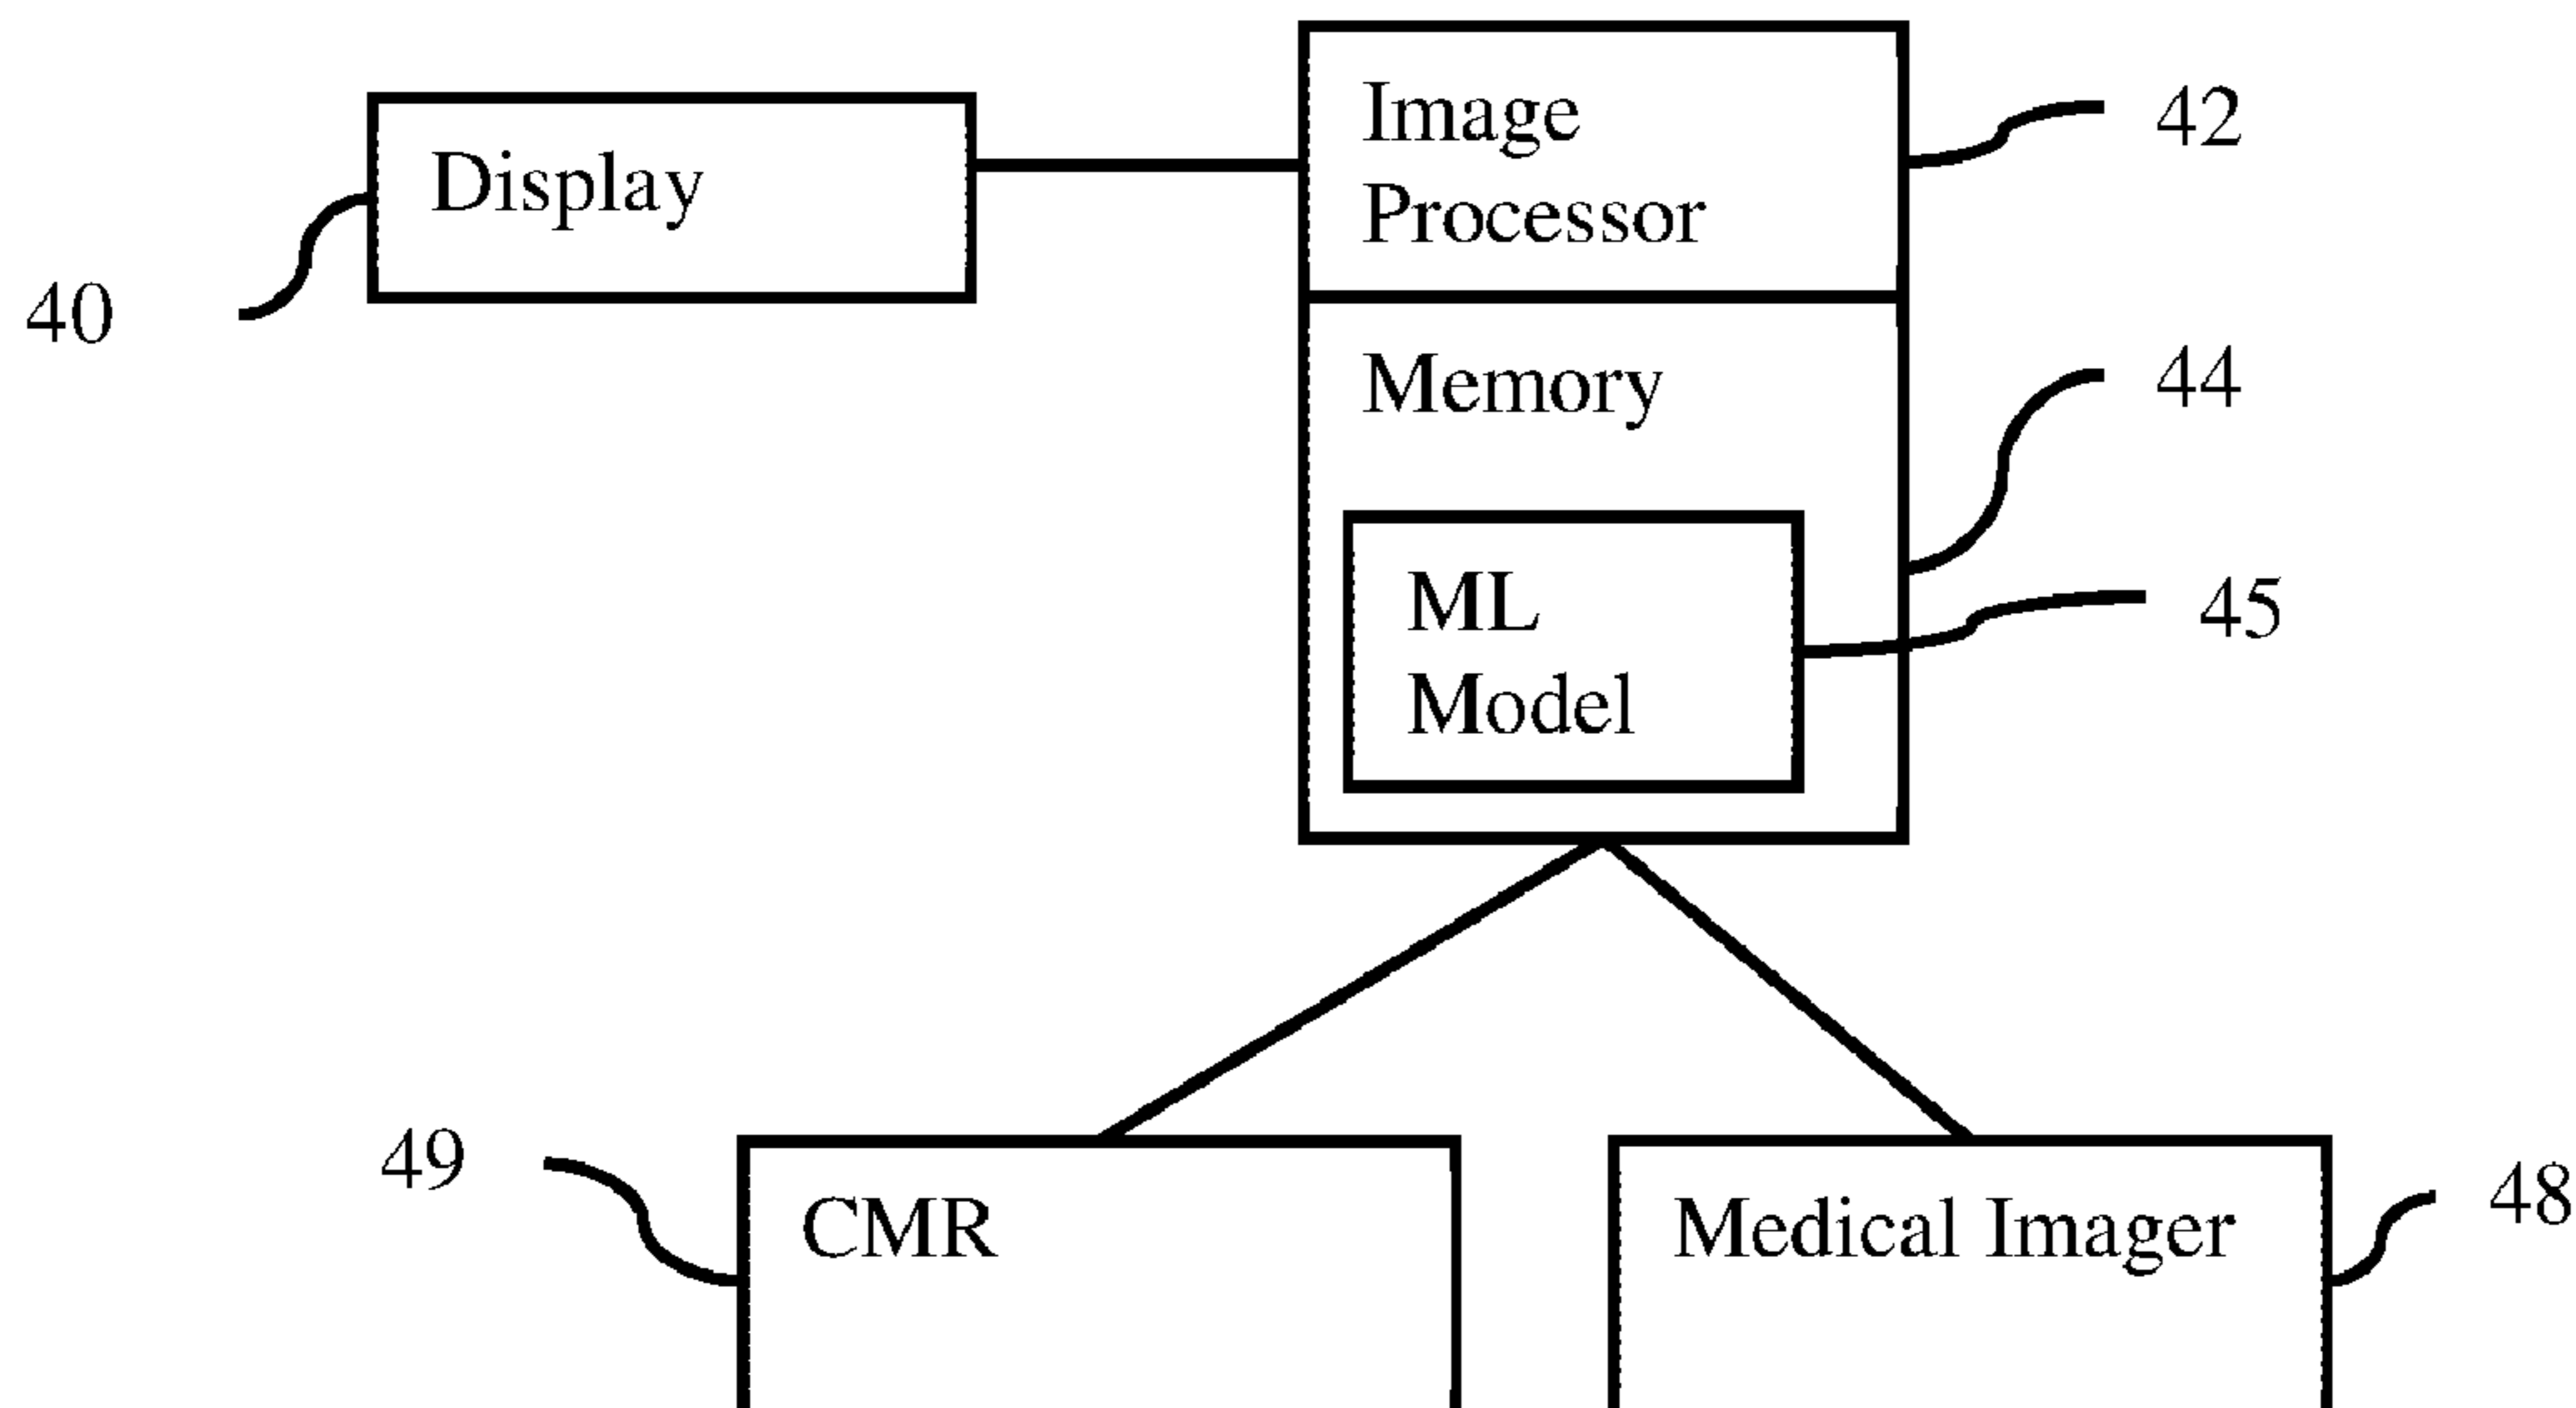 Display
40
Image
Processor
42
Memory
44
ML
Model
45
49
CMR
Medical Imager
48